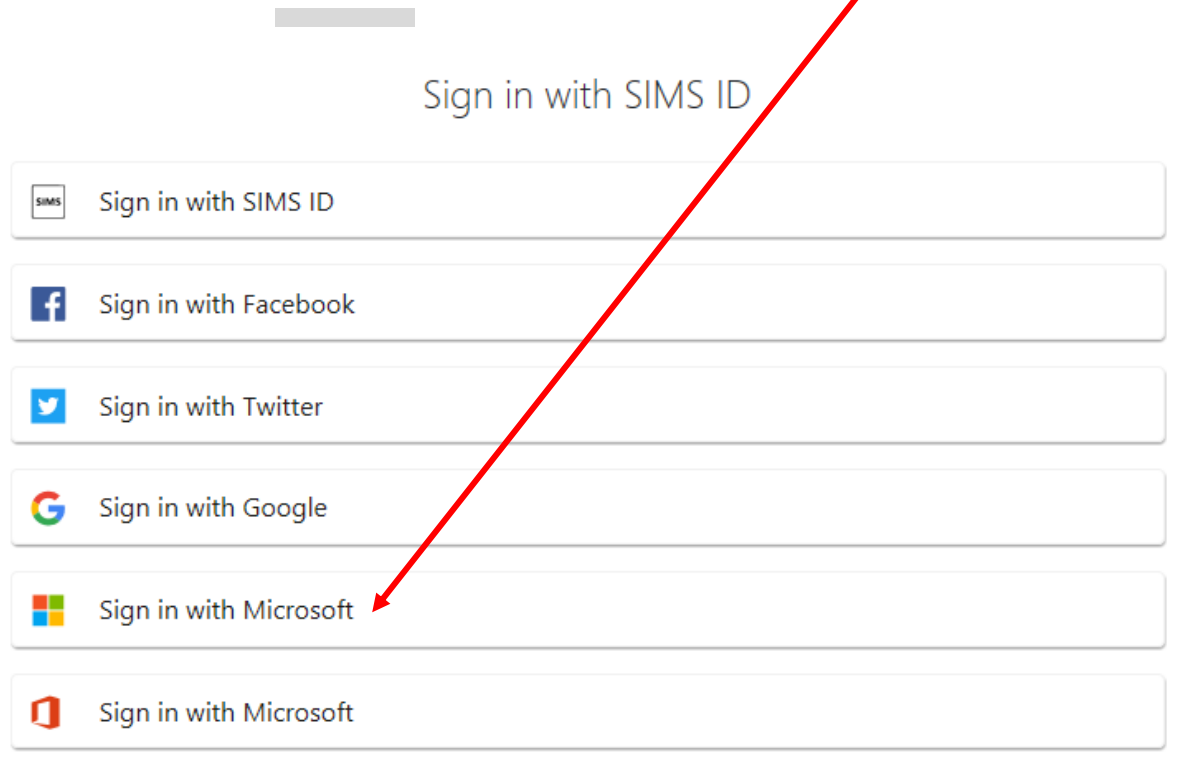 Sign in with SIMS ID
SIMS Sign in with SIMS ID
Sign in with Facebook
Sign in with Twitter
Sign in with Google
Sign in with Microsoft
Sign in with Microsoft